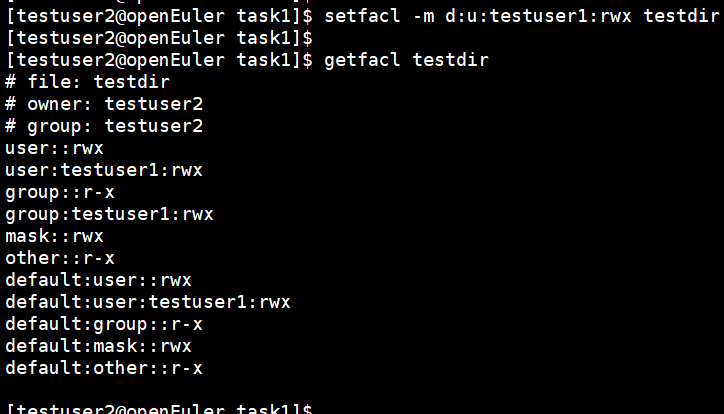 [testuser2@openEuler task1]$ setfacl -m d:u:testuser1:rwx testdir
[testuser2@openEuler task1]$
[testuser2@openEuler task1]$ getfacl testdir
# file: testdir
# owner: testuser2
# group: testuser2
user::rwx
user:testuser1:rwx
group::r-x
group:testuser1:rwx
mask::rwx
other::r-x
default:user::rwx
default:user:testuser1:rwx
default:group::r-x
default:mask::rwx
default:other::r-x
[testuser2@openEuler task1]$